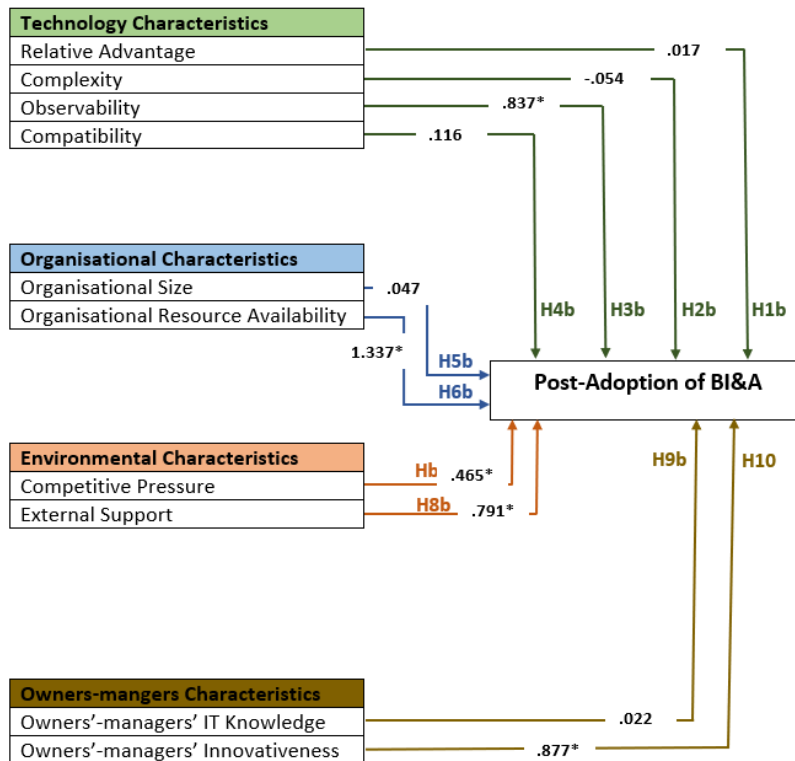 Technology Characteristics
Relative Advantage
.017
Complexity
-.054
Observability
.837*
Compatibility
.116
Organisational Characteristics
Organisational Size
.047
Organisational Resource Availability
H4b
H3b
H2b
H1b
1.337*
H5b
H6b
Post-Adoption of BI&A
Environmental Characteristics
Competitive Pressure
Hb
.465*
External Support
H8b
.791*
H9b
H10
Owners-mangers Characteristics
Owners’-managers’ IT Knowledge
.022
Owners’-managers’ Innovativeness
.877*